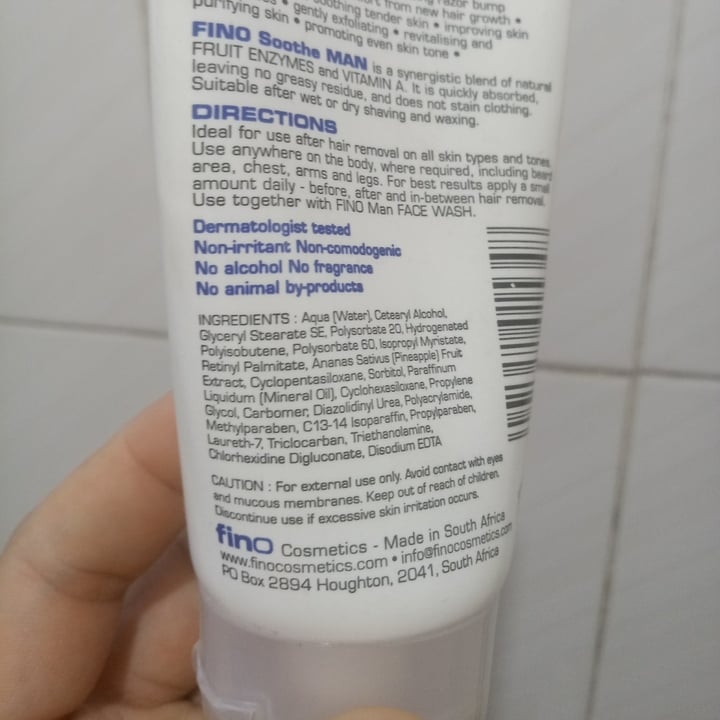 from new hair growth •
razor bump
soothing tender skin • improving skin
purifying skin • gently exfoliating • revitalising and
• promoting even skin tone •
FINO Soothe MAN is a synergistic blend of natural
FRUIT ENZYMES and VITAMIN A. It is quickly absorbed,
leaving no greasy residue, and does not stain clothing.
Suitable after wet or dry shaving and waxing.
DIRECTIONS
Ideal for use after hair removal on all skin types and tones.
Use anywhere on the body, where required, including beard
area, chest, arms and legs. For best results apply a small
amount daily - before, after and in-between hair removal.
Use together with FINO Man FACE WASH.
Dermatologist tested
Non-irritant Non-comodogenic
No alcohol No fragrance
No animal by-products
INGREDIENTS : Aqua (Water), Cetearyl Alcohol,
Glyceryl Stearate SE, Polysorbate 20, Hydrogenated
Polyisobutene, Polysorbate 60, Isopropyl Myristate,
Retinyl Palmitate, Ananas Sativus (Pineapple) Fruit
Extract, Cyclopentasiloxane, Sorbitol, Paraffinum
Liquidum (Mineral Oil), Cyclohexasiloxane, Propylene
Glycol, Carbomer, Diazolidinyl Urea, Polyacrylamide,
Methylparaben, C13-14 Isoparaffin, Propylparaben,
Laureth-7, Triclocarban, Triethanolamine,
Chlorhexidine Digluconate, Disodium EDTA
CAUTION : For external use only. Avoid contact with eyes
and mucous membranes. Keep out of reach of children.
Discontinue use if excessive skin irritation occurs.
fino Cosmetics - Made in South Africa
www.finocosmetics.com • info@finocosmetics.com
PO Box 2894 Houghton, 2041, South Africa